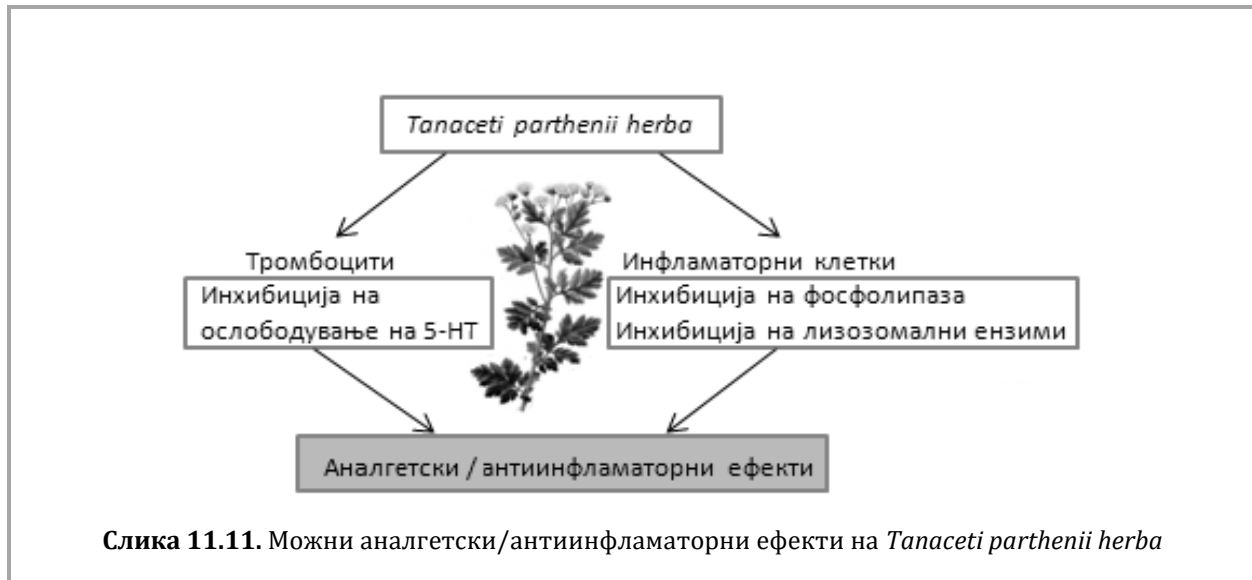 Tanaceti parthenii herba
Тромбоцити
Инхибиција на
ослободување на 5-НТ
Инфламаторни клетки
Инхибиција на фосфолипаза
Инхибиција на лизозомални ензими
Аналгетски / антиинфламаторни ефекти
Слика 11.11. Можни аналгетски/антиинфламаторни ефекти на Tanaceti parthenii herba